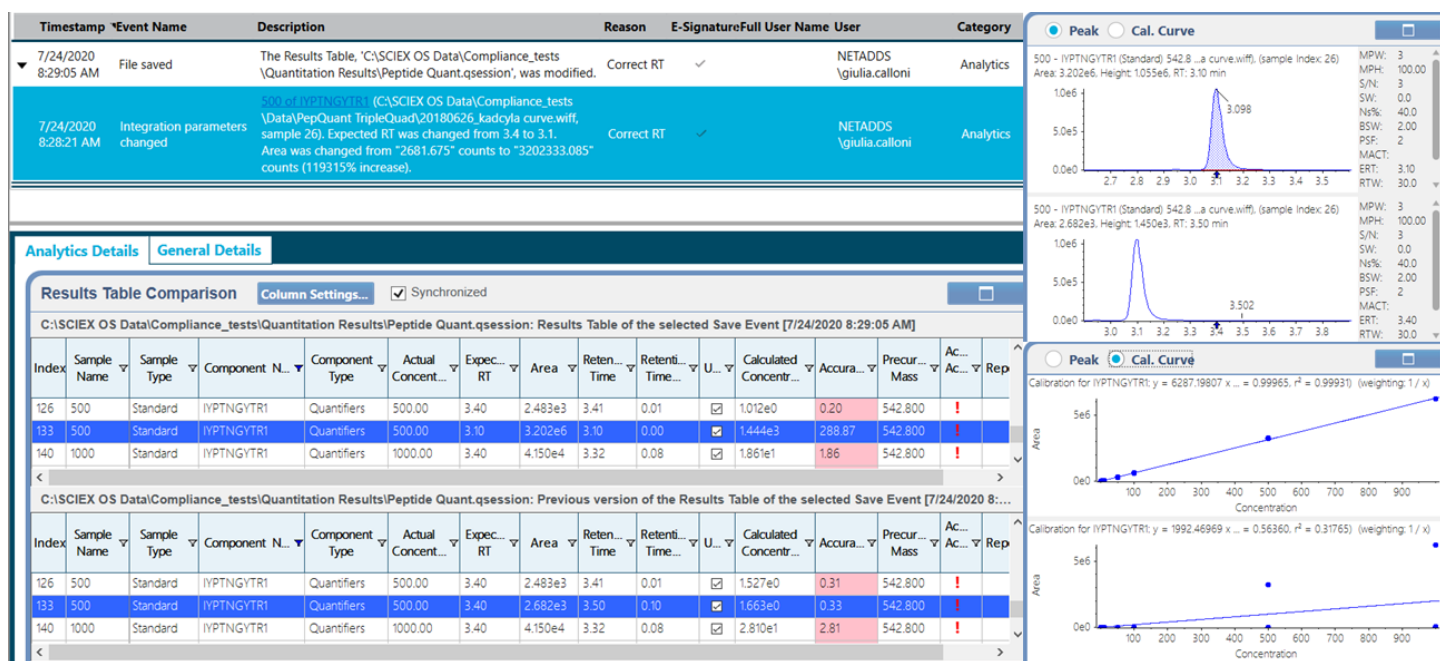 Timestamp Event Name Description Reason E-Signature Full User Name User Category
7/24/2020
8:29:05 AM
File saved
The Results Table, 'C:\SCIEX OS Data\Compliance_tests
\Quantitation Results\Peptide Quant.qsession', was modified.
Correct RT
NETADDS
\giulia.calloni
Analytics
7/24/2020
8:28:21 AM
Integration parameters
changed
500 of IYPTNGYTR1 (C:\SCIEX OS Data\Compliance_tests
\Data\PepQuant TripleQuad\20180626_kadcyla curve.wiff,
sample 26). Expected RT was changed from 3.4 to 3.1.
Area was changed from "2681.675" counts to "3202333.085"
counts (119315% increase).
Correct RT
NETADDS
\giulia.calloni
Analytics
Analytics Details General Details
Results Table Comparison Column Settings... Synchronized
C:\SCIEX OS Data\Compliance_tests\Quantitation Results\Peptide Quant.qsession: Results Table of the selected Save Event [7/24/2020 8:29:05 AM]
Index Sample Name Sample Type Component N... Component Type Actual Concent... Expec... RT Area Reten... Time Retenti... Time... U... Calculated Concentr... Accura... Precur... Mass Ac... Ac... Repo
126 500 Standard IYPTNGYTR1 Quantifiers 500.00 3.40 2.483e3 3.41 0.01 1.012e0 0.20 542.800 !
133 500 Standard IYPTNGYTR1 Quantifiers 500.00 3.10 3.202e6 3.10 0.00 1.444e3 288.87 542.800 !
140 1000 Standard IYPTNGYTR1 Quantifiers 1000.00 3.40 4.150e4 3.32 0.08 1.861e1 1.86 542.800 !
C:\SCIEX OS Data\Compliance_tests\Quantitation Results\Peptide Quant.qsession: Previous version of the Results Table of the selected Save Event [7/24/2020 8:...
Index Sample Name Sample Type Component N... Component Type Actual Concent... Expec... RT Area Reten... Time Retenti... Time... U... Calculated Concentr... Accura... Precur... Mass Ac... Ac... Repo
126 500 Standard IYPTNGYTR1 Quantifiers 500.00 3.40 2.483e3 3.41 0.01 1.527e0 0.31 542.800 !
133 500 Standard IYPTNGYTR1 Quantifiers 500.00 3.40 2.682e3 3.50 0.10 1.663e0 0.33 542.800 !
140 1000 Standard IYPTNGYTR1 Quantifiers 1000.00 3.40 4.150e4 3.32 0.08 2.810e1 2.81 542.800 !
Peak Cal. Curve
500 - IYPTNGYTR1 (Standard) 542.8 ...a curve.wiff), (sample Index: 26)
Area: 3.202e6, Height: 1.055e6, RT: 3.10 min
1.0e6
5.0e5
0.0e0
3.098
2.7 2.8 2.9 3.0 3.1 3.2 3.3 3.4 3.5
MPW: 3
MPH: 100.00
S/N: 3
SW: 0.0
Ns%: 40.0
BSW: 2.00
PSF: 2
MACT:
ERT: 3.10
RTW: 30.0
500 - IYPTNGYTR1 (Standard) 542.8 ...a curve.wiff), (sample Index: 26)
Area: 2.682e3, Height: 1.450e3, RT: 3.50 min
1.0e6
5.0e5
0.0e0
3.502
3.0 3.1 3.2 3.3 3.4 3.5 3.6 3.7 3.8
MPW: 3
MPH: 100.00
S/N: 3
SW: 0.0
Ns%: 40.0
BSW: 2.00
PSF: 2
MACT:
ERT: 3.40
RTW: 30.0
Peak Cal. Curve
Calibration for IYPTNGYTR1: y = 6287.19807 x ... = 0.99965, r² = 0.99931) (weighting: 1 / x)
Area
5e6
0e0
100 200 300 400 500 600 700 800 900
Concentration
Calibration for IYPTNGYTR1: y = 1992.46969 x ... = 0.56360, r² = 0.31765) (weighting: 1 / x)
Area
5e6
0e0
100 200 300 400 500 600 700 800 900
Concentration